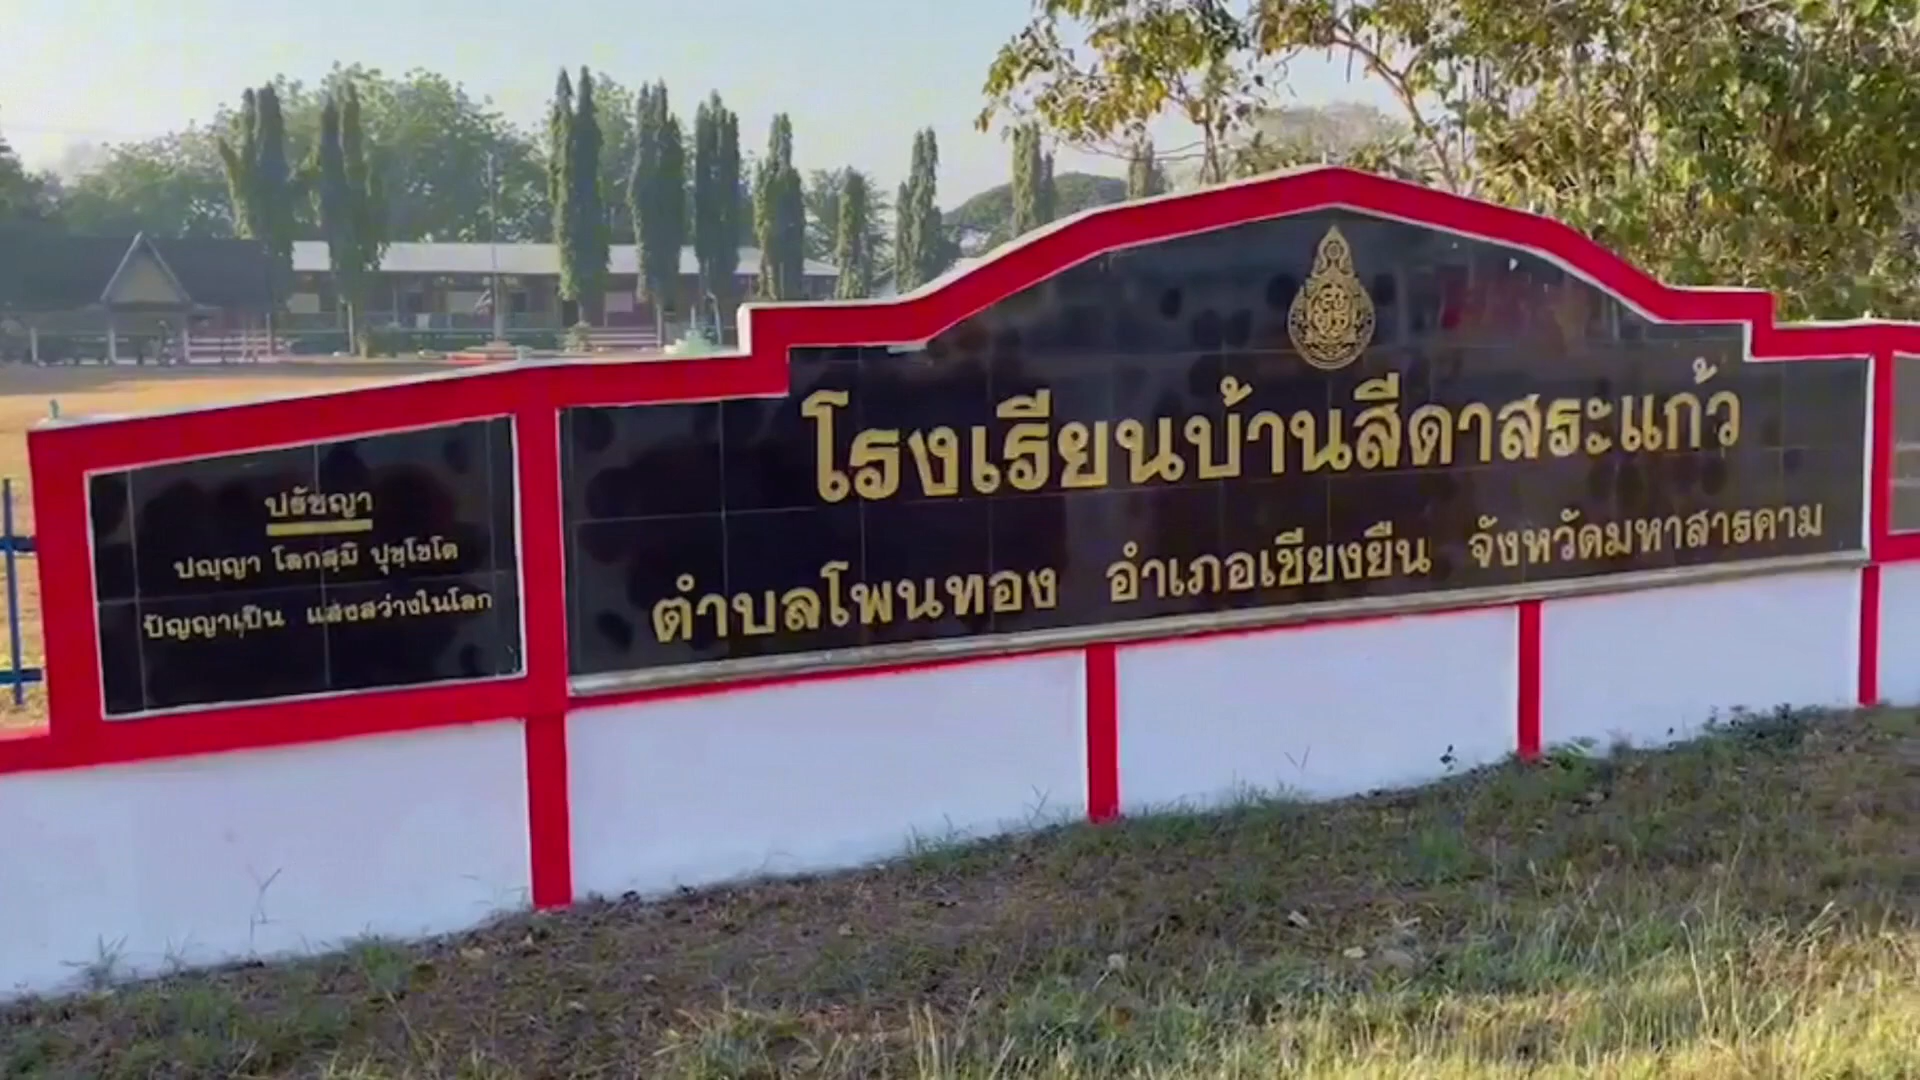 ปรัชญา
ปญฺญา โลกสฺมิ ปชฺโชโต
ปัญญาเป็น แสงสว่างในโลก
โรงเรียนบ้านสีดาสระแก้ว
ตำบลโพนทอง อำเภอเชียงยืน จังหวัดมหาสารคาม